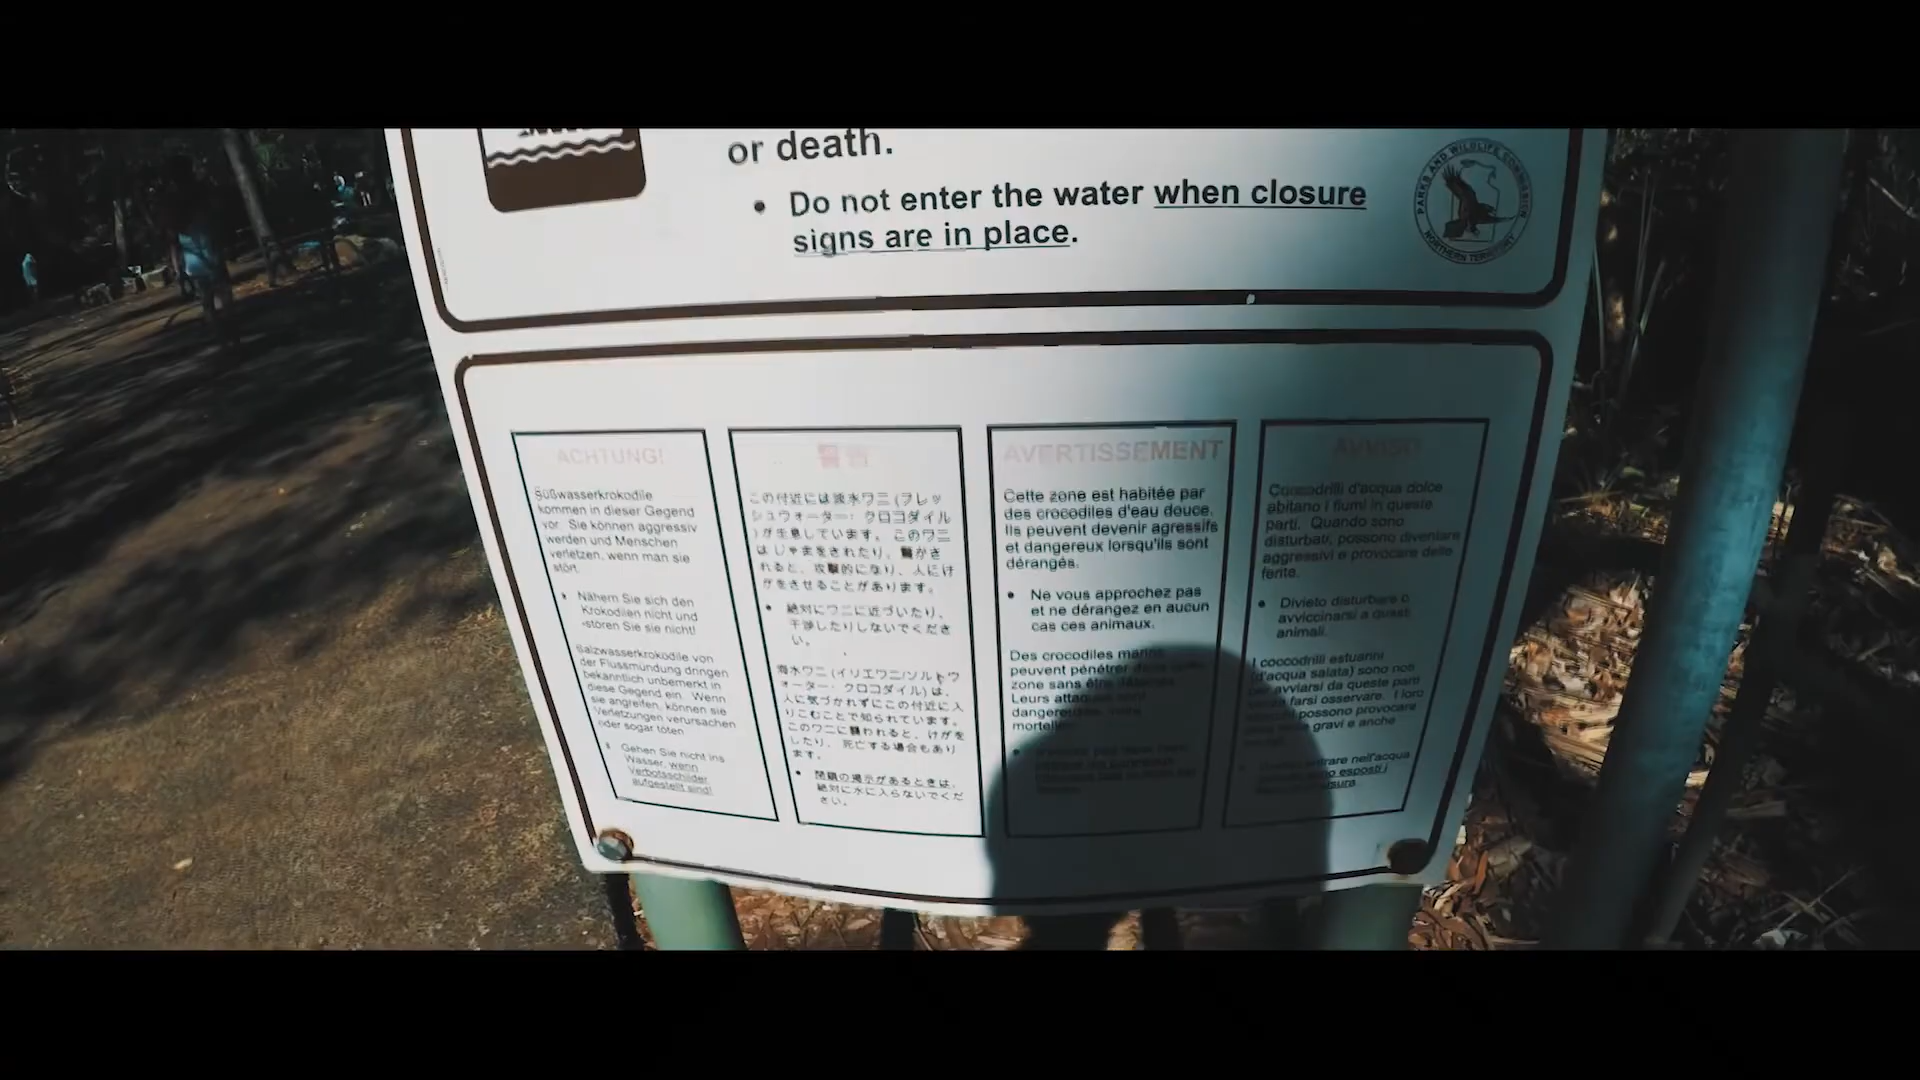 or death.
• Do not enter the water when closure
signs are in place.
PARKS AND WILDLIFE COMMISSION
NORTHERN TERRITORY
ACHTUNG!
Süßwasserkrokodile
kommen in dieser Gegend
vor. Sie können aggressiv
werden und Menschen
verletzen, wenn man sie
stört.
• Nähern Sie sich den
Krokodilen nicht und
stören Sie sie nicht!
Salzwasserkrokodile von
der Flussmündung dringen
bekanntlich unbemerkt in
diese Gegend ein. Wenn
sie angreifen, können sie
Verletzungen verursachen
oder sogar töten
• Gehen Sie nicht ins
Wasser, wenn
Verbotsschilder
aufgestellt sind!
警告
この付近には淡水ワニ (フレッ
シュウォーター・クロコダイル
)が生息しています。このワニ
はじゃまをされたり、驚かさ
れると、攻撃的になり、人にけ
がをさせることがあります。
• 絶対にワニに近づいたり、
干渉したりしないでくださ
い。
海水ワニ (イリエワニ/ソルトウ
ォーター・クロコダイル) は、
人に気づかれずにこの付近に入
りこむことで知られています。
このワニに襲われると、けがを
したり、死亡する場合もあり
ます。
• 閉鎖の掲示があるときは、
絶対に水に入らないでくだ
さい。
AVERTISSEMENT
Cette zone est habitée par
des crocodiles d'eau douce.
Ils peuvent devenir agressifs
et dangereux lorsqu'ils sont
dérangés.
• Ne vous approchez pas
et ne dérangez en aucun
cas ces animaux.
Des crocodiles marins
peuvent pénétrer
zone sans être
Leurs attaques sont
dangereuses,
AVVISO
Coccodrilli d'acqua dolce
abitano i fiumi in queste
parti. Quando sono
disturbati, possono diventare
aggressivi e provocare delle
ferite.
• Divieto disturbare o
avvicinarsi a questi
animali.
I coccodrilli estuarini
(d'acqua salata) sono noti
per avviarsi da queste parti
senza farsi osservare. I loro
possono provocare
gravi e anche
entrare nell'acqua
esposti i